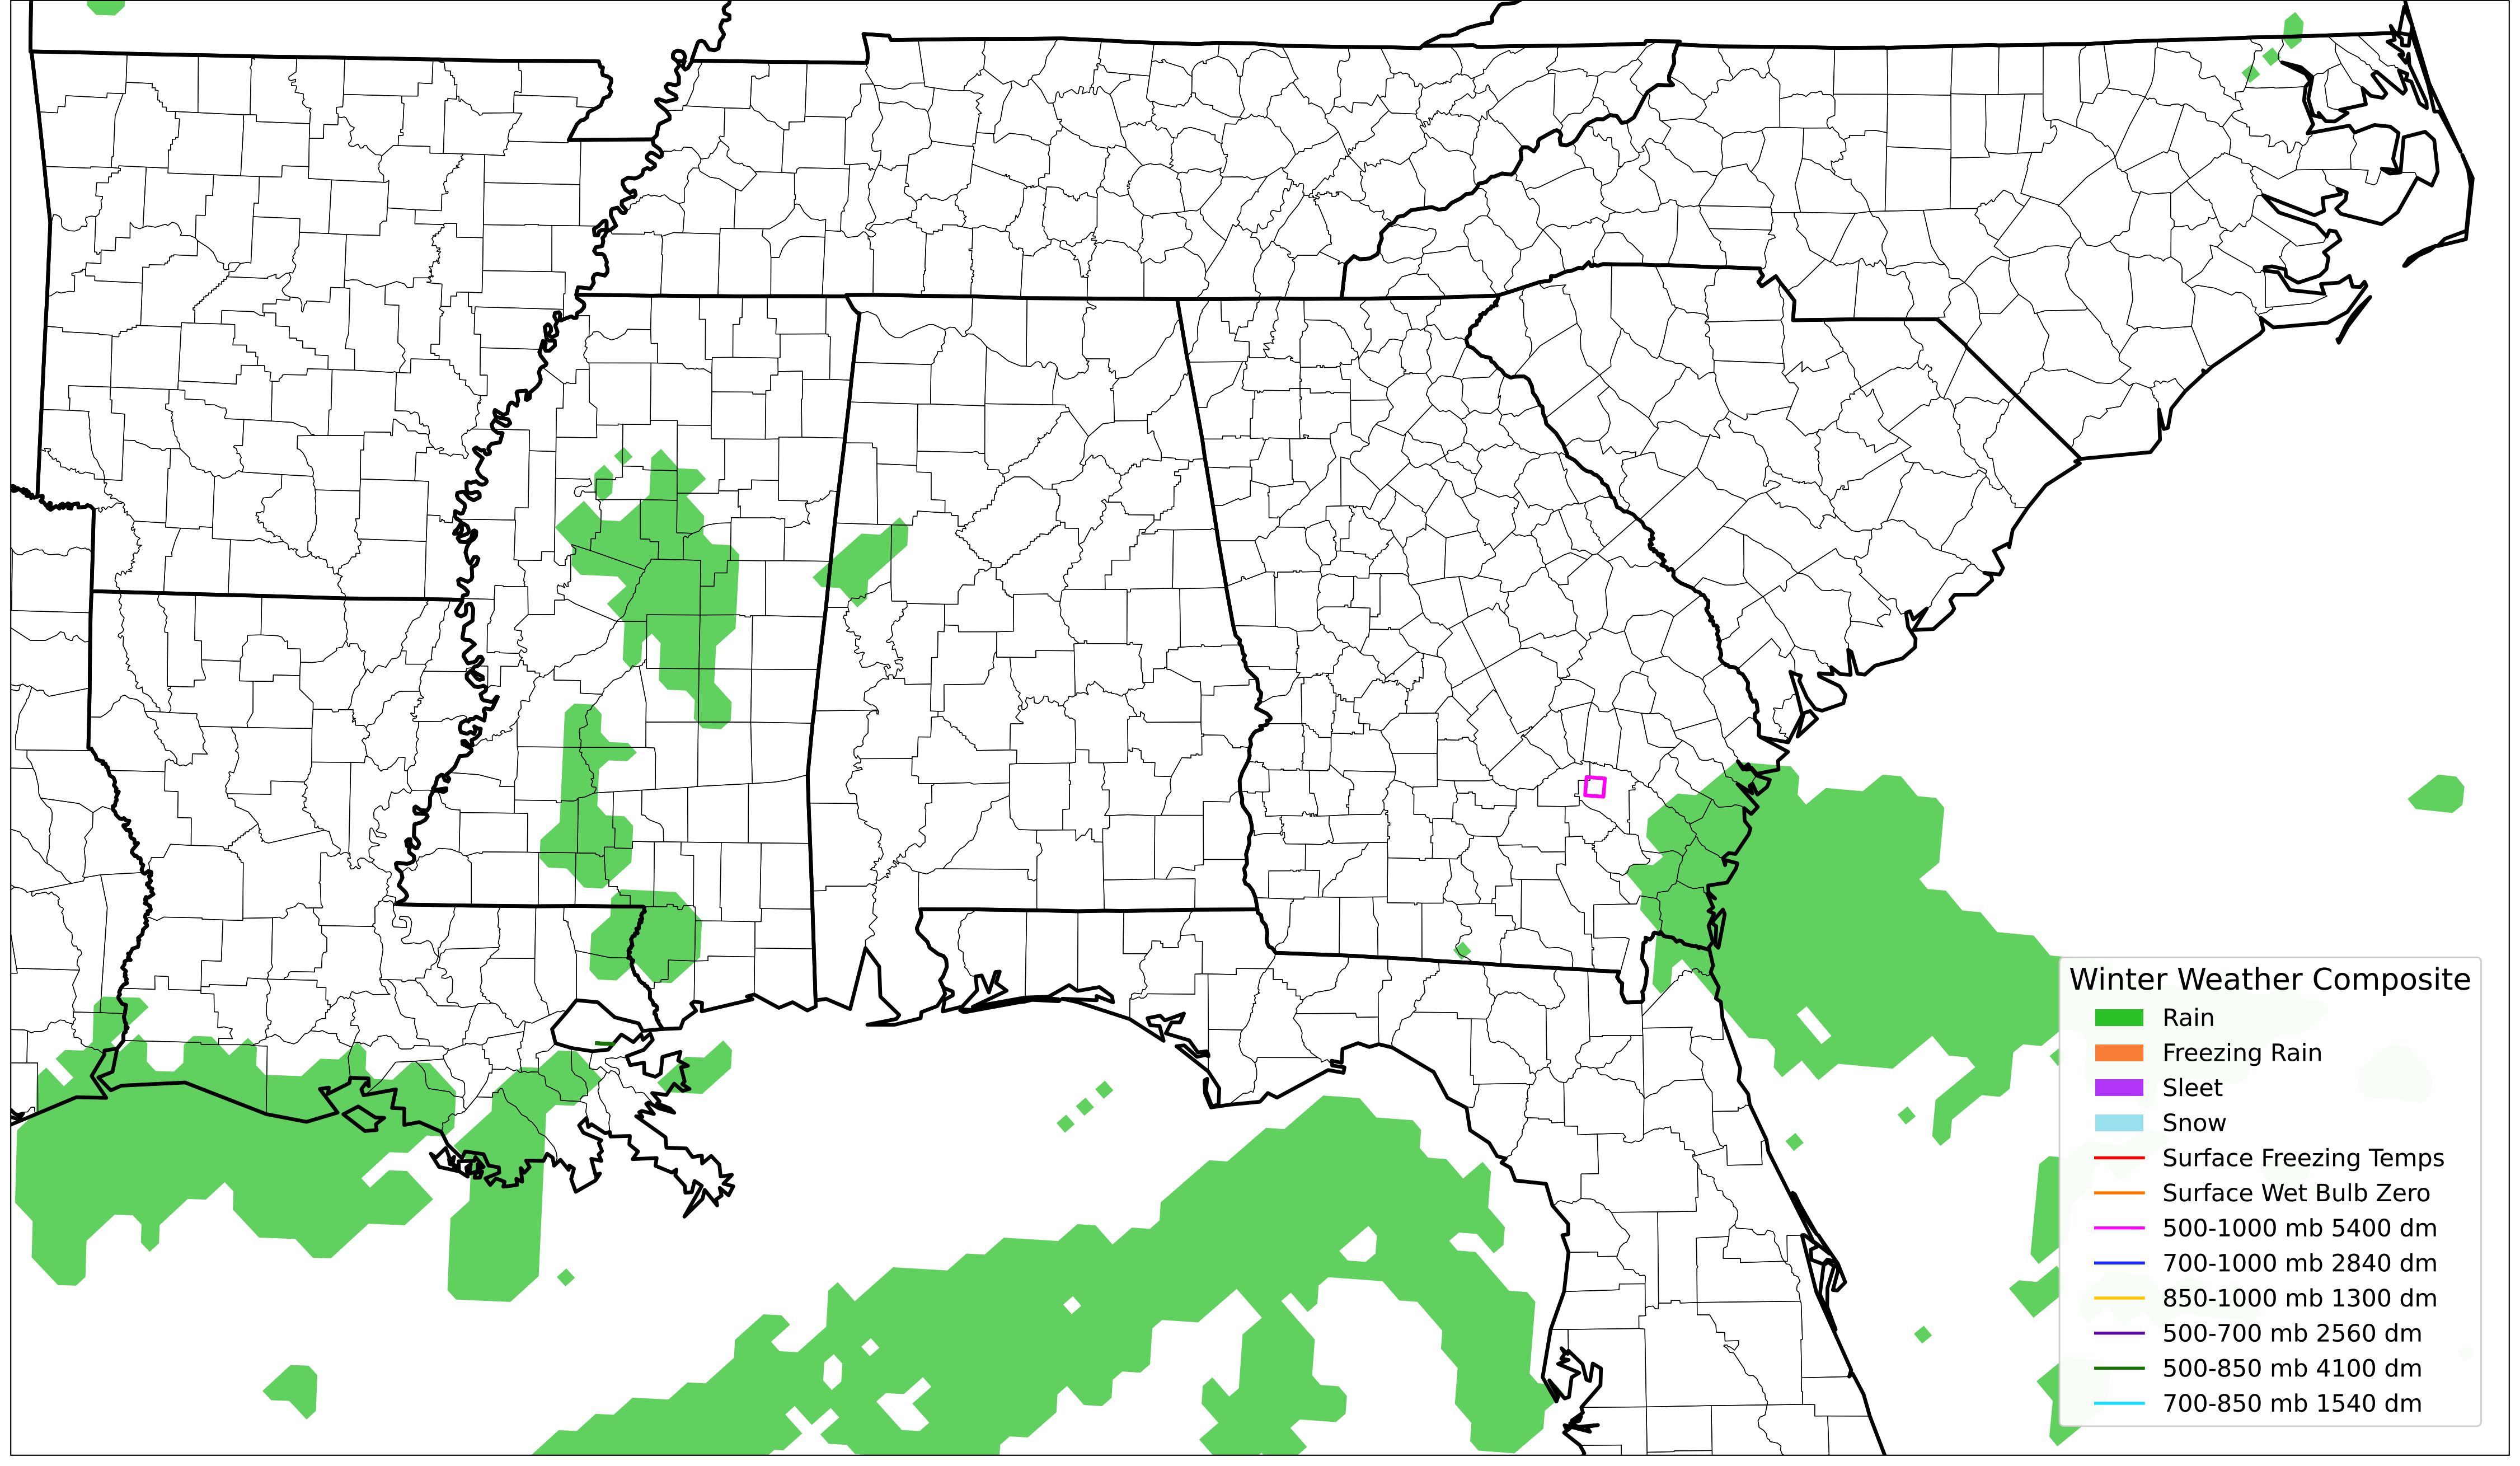 Winter Weather Composite
Rain
Freezing Rain
Sleet
Snow
Surface Freezing Temps
Surface Wet Bulb Zero
500-1000 mb 5400 dm
700-1000 mb 2840 dm
850-1000 mb 1300 dm
500-700 mb 2560 dm
500-850 mb 4100 dm
700-850 mb 1540 dm